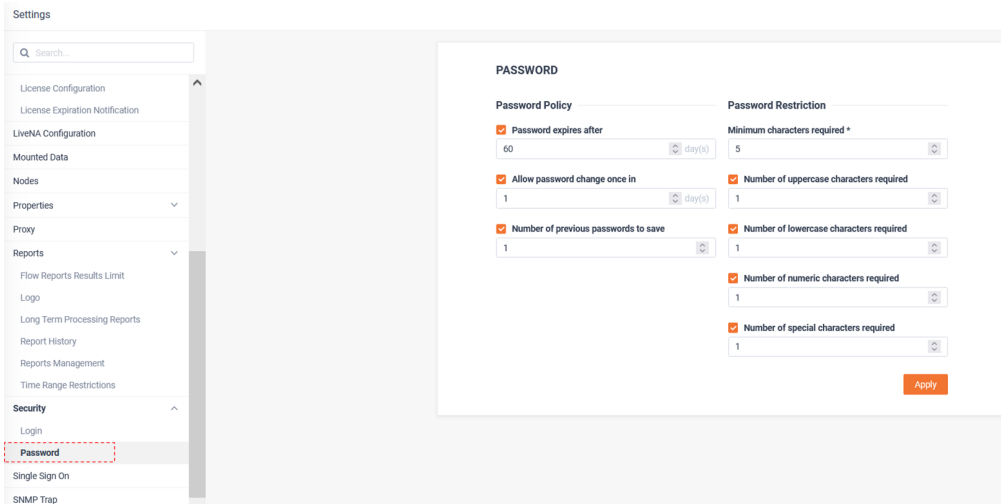 Settings
Search...
License Configuration
License Expiration Notification
LiveNA Configuration
Mounted Data
Nodes
Properties
Proxy
Reports
Flow Reports Results Limit
Logo
Long Term Processing Reports
Report History
Reports Management
Time Range Restrictions
Security
Login
Password
Single Sign On
SNMP Trap
PASSWORD
Password Policy
Password expires after
60 day(s)
Allow password change once in
1 day(s)
Number of previous passwords to save
1
Password Restriction
Minimum characters required *
5
Number of uppercase characters required
1
Number of lowercase characters required
1
Number of numeric characters required
1
Number of special characters required
1
Apply